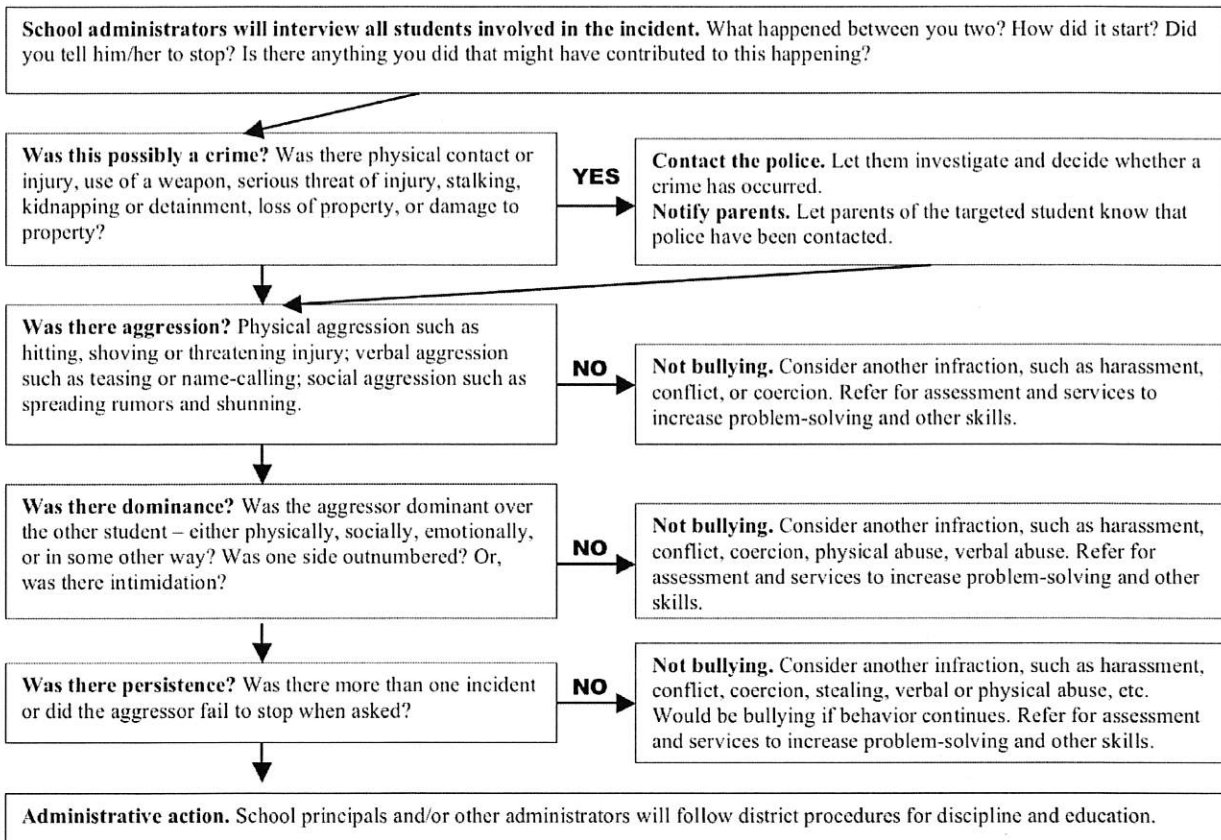 School administrators will interview all students involved in the incident. What happened between you two? How did it start? Did
you tell him/her to stop? Is there anything you did that might have contributed to this happening?
Was this possibly a crime? Was there physical contact or
injury, use of a weapon, serious threat of injury, stalking,
kidnapping or detainment, loss of property, or damage to
property?
YES
Contact the police. Let them investigate and decide whether a
crime has occurred.
Notify parents. Let parents of the targeted student know that
police have been contacted.
Was there aggression? Physical aggression such as
hitting, shoving or threatening injury; verbal aggression
such as teasing or name-calling; social aggression such as
spreading rumors and shunning.
NO
Not bullying. Consider another infraction, such as harassment,
conflict, or coercion. Refer for assessment and services to
increase problem-solving and other skills.
Was there dominance? Was the aggressor dominant over
the other student – either physically, socially, emotionally,
or in some other way? Was one side outnumbered? Or,
was there intimidation?
NO
Not bullying. Consider another infraction, such as harassment,
conflict, coercion, physical abuse, verbal abuse. Refer for
assessment and services to increase problem-solving and other
skills.
Was there persistence? Was there more than one incident
or did the aggressor fail to stop when asked?
NO
Not bullying. Consider another infraction, such as harassment,
conflict, coercion, stealing, verbal or physical abuse, etc.
Would be bullying if behavior continues. Refer for assessment
and services to increase problem-solving and other skills.
Administrative action. School principals and/or other administrators will follow district procedures for discipline and education.